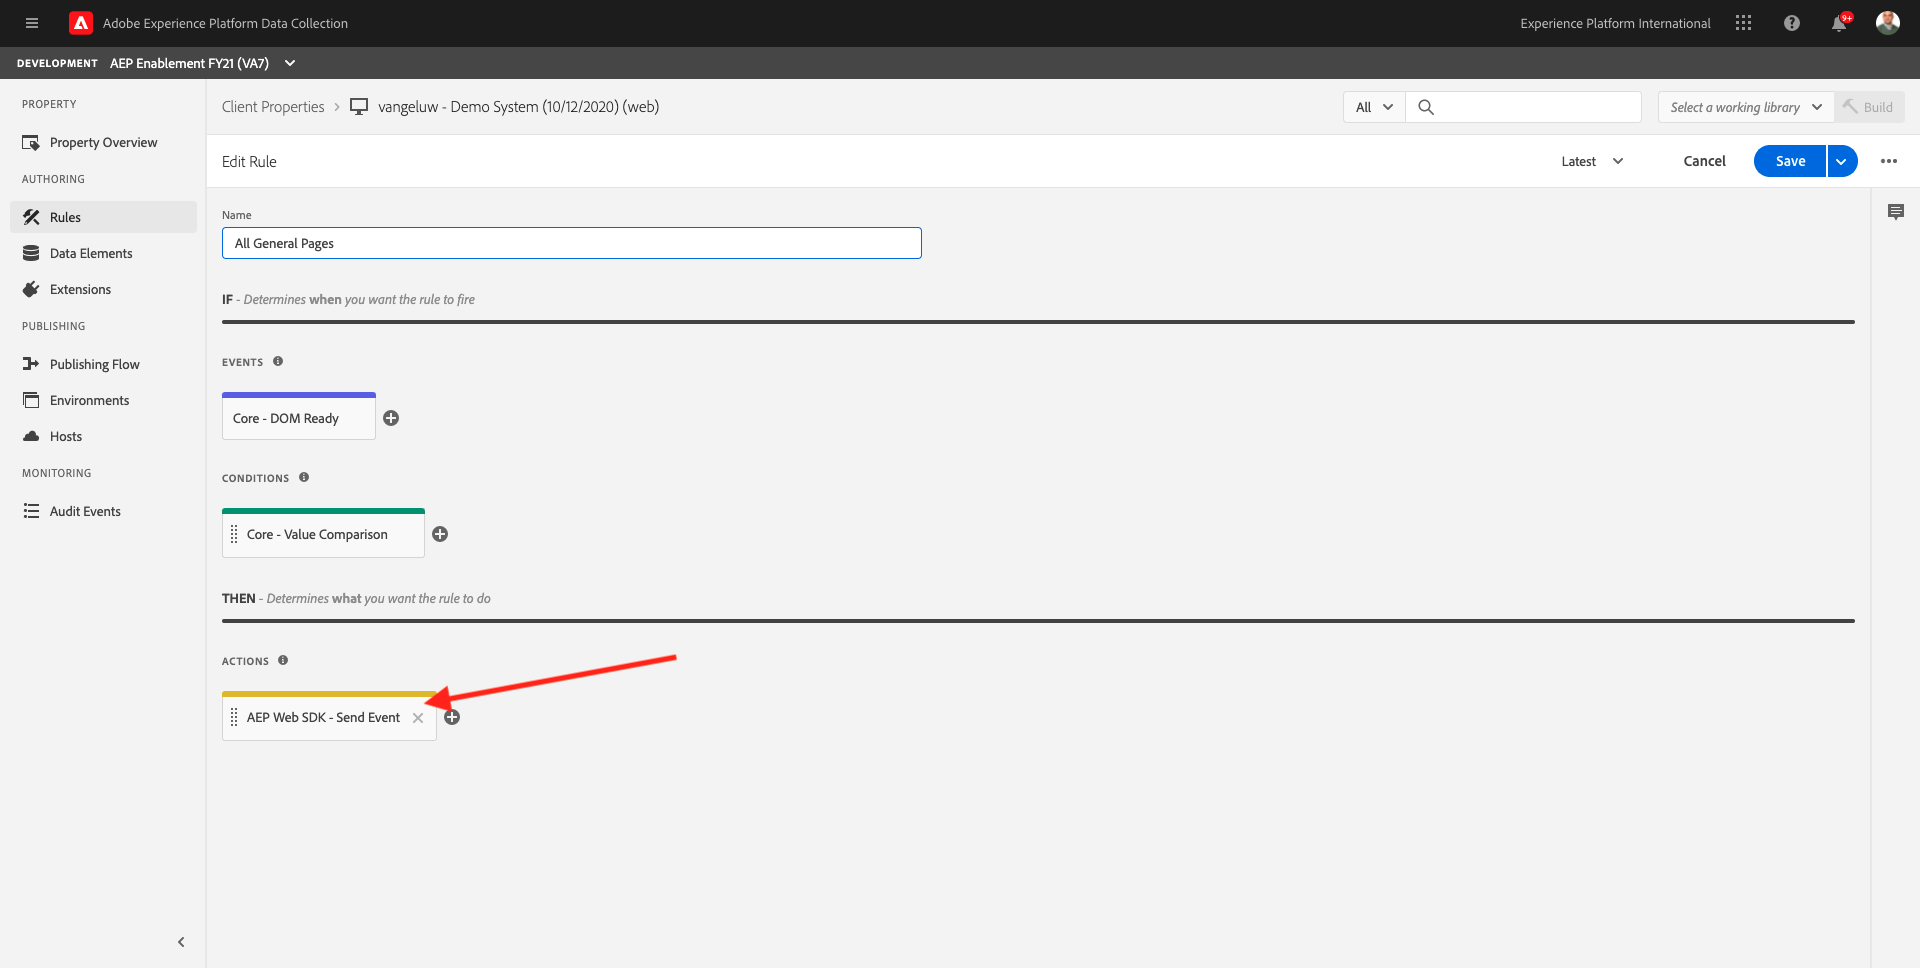 Adobe Experience Platform Data Collection
Experience Platform International
9+
DEVELOPMENT AEP Enablement FY21 (VA7)
PROPERTY
Property Overview
AUTHORING
Rules
Data Elements
Extensions
PUBLISHING
Publishing Flow
Environments
Hosts
MONITORING
Audit Events
Client Properties > vangeluw - Demo System (10/12/2020) (web)
All
Select a working library
Build
Edit Rule
Latest
Cancel
Save
Name
All General Pages
IF - Determines when you want the rule to fire
EVENTS
Core - DOM Ready
CONDITIONS
Core - Value Comparison
THEN - Determines what you want the rule to do
ACTIONS
AEP Web SDK - Send Event